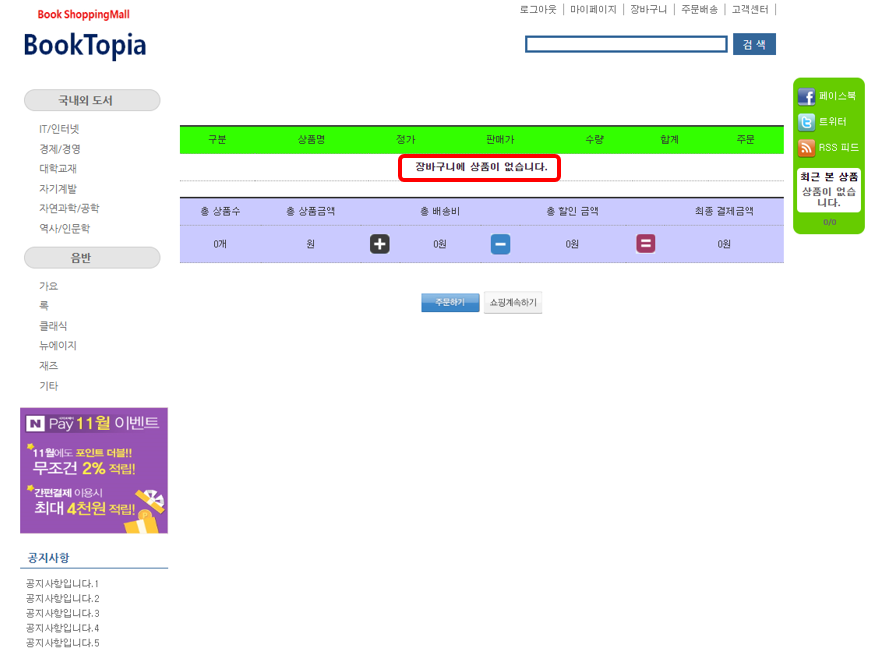 Book ShoppingMall
BookTopia
로그아웃 | 마이페이지 | 장바구니 | 주문배송 | 고객센터 |
검 색
국내외 도서
IT/인터넷
경제/경영
대학교재
자기계발
자연과학/공학
역사/인문학
음반
가요
록
클래식
뉴에이지
재즈
기타
N Pay 11월 이벤트
11월에도 포인트 더블!!
무조건 2% 적립!
간편결제 이용시
최대 4천원 적립!
공지사항
공지사항입니다.1
공지사항입니다.2
공지사항입니다.3
공지사항입니다.4
공지사항입니다.5
구분 상품명 정가 판매가 수량 합계 주문
장바구니에 상품이 없습니다.
총 상품수 총 상품금액 총 배송비 총 할인 금액 최종 결제금액
0개 원 + 0원 − 0원 = 0원
주문하기 쇼핑계속하기
페이스북
트위터
RSS 피드
최근 본 상품
상품이 없습
니다.
0/0